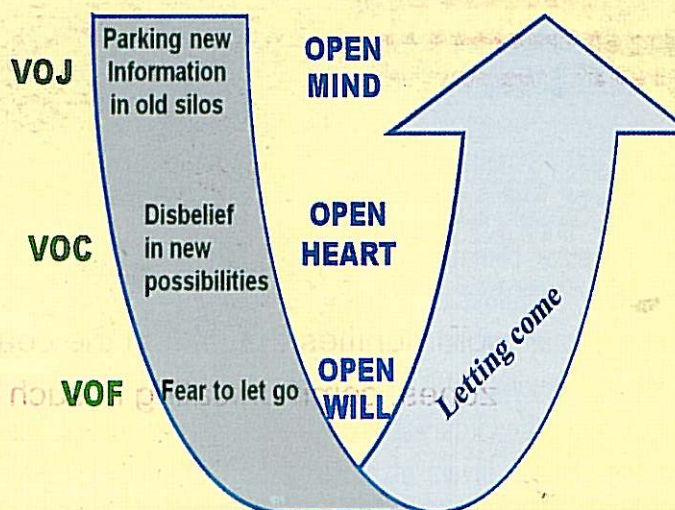 VOJ
Parking new
Information
in old silos
OPEN
MIND
VOC
Disbelief
in new
possibilities
OPEN
HEART
VOF
Fear to let go
OPEN
WILL
Letting come